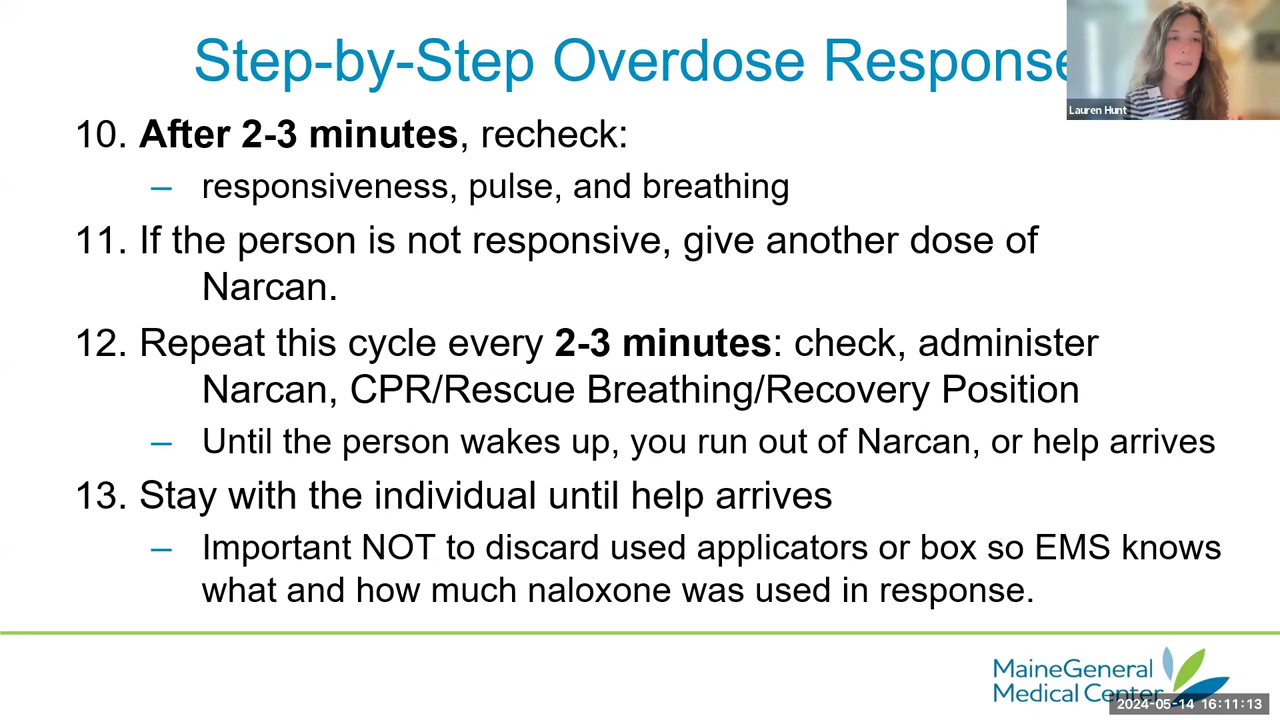 Step-by-Step Overdose Response
Lauren Hunt
10. After 2-3 minutes, recheck:
– responsiveness, pulse, and breathing
11. If the person is not responsive, give another dose of
Narcan.
12. Repeat this cycle every 2-3 minutes: check, administer
Narcan, CPR/Rescue Breathing/Recovery Position
– Until the person wakes up, you run out of Narcan, or help arrives
13. Stay with the individual until help arrives
– Important NOT to discard used applicators or box so EMS knows
what and how much naloxone was used in response.
MaineGeneral
Medical Center
2024-05-14 16:11:13